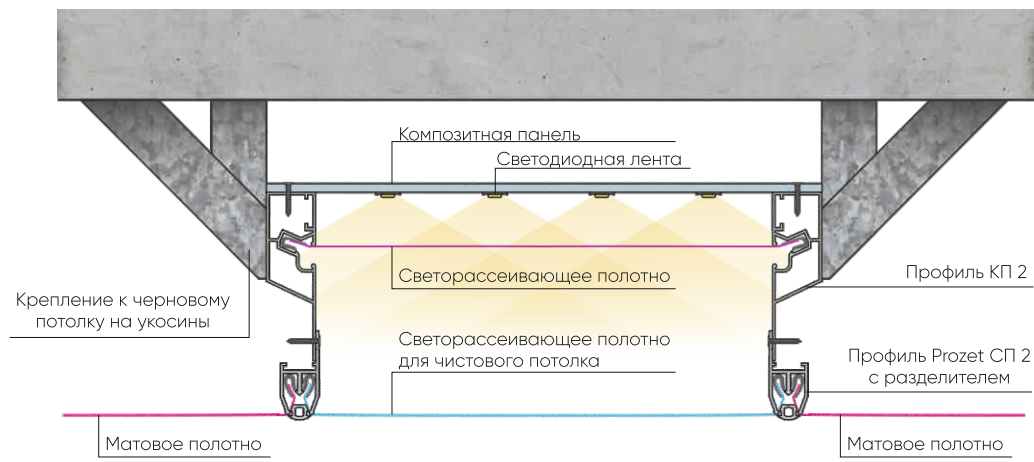 Композитная панель
Светодиодная лента
Светорассеивающее полотно
Профиль КП 2
Крепление к черновому
потолку на укосины
Светорассеивающее полотно
для чистового потолка
Профиль Prozet СП 2
с разделителем
Матовое полотно
Матовое полотно